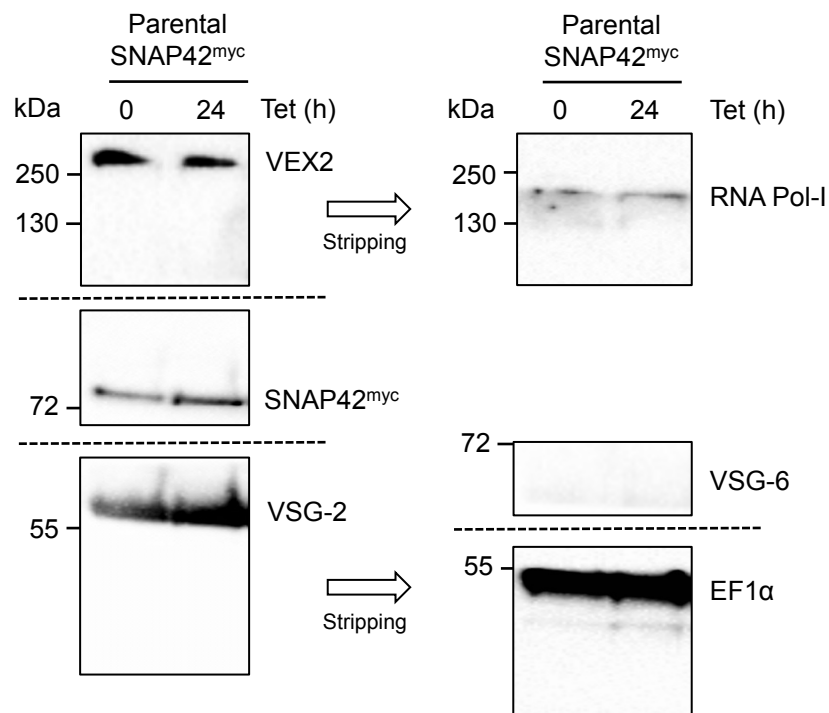 Parental
SNAP42myc
kDa 0 24 Tet (h)
250
130
VEX2
Stripping
72
SNAP42myc
55
VSG-2
Stripping
Parental
SNAP42myc
kDa 0 24 Tet (h)
250
130
RNA Pol-I
72
VSG-6
55
EF1α